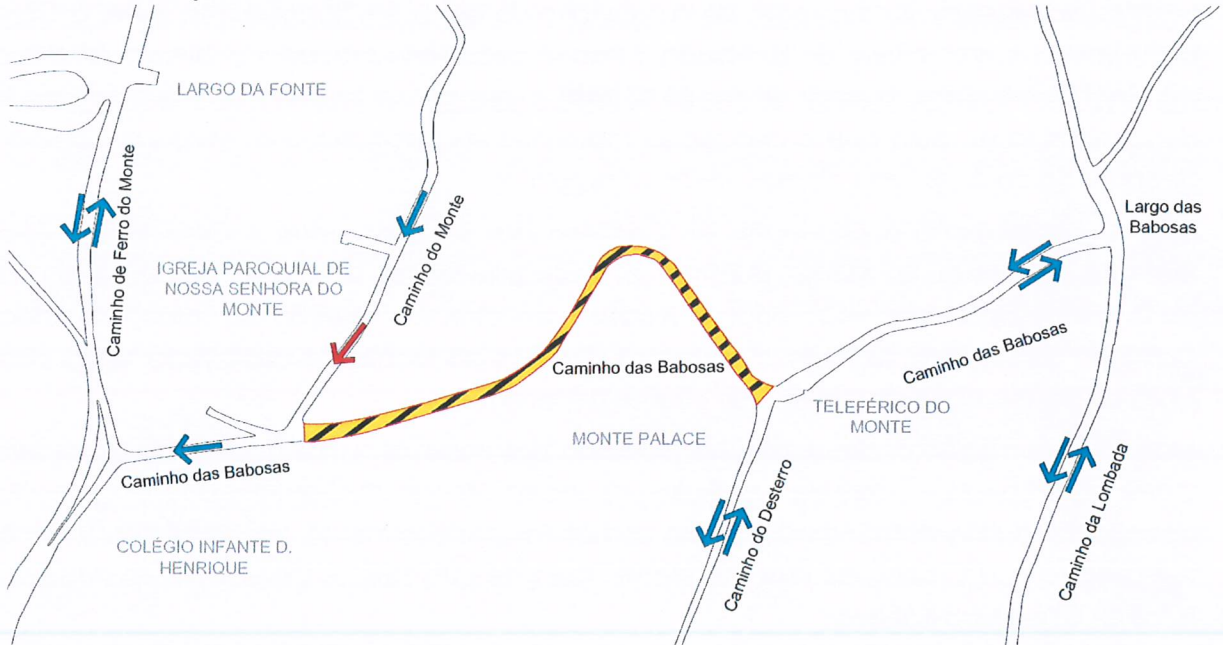 LARGO DA FONTE
Caminho de Ferro do Monte
Caminho do Monte
IGREJA PAROQUIAL DE
NOSSA SENHORA DO
MONTE
Largo das
Babosas
Caminho das Babosas
Caminho das Babosas
TELEFÉRICO DO
MONTE
MONTE PALACE
Caminho das Babosas
Caminho do Desterro
Caminho da Lombada
COLÉGIO INFANTE D.
HENRIQUE